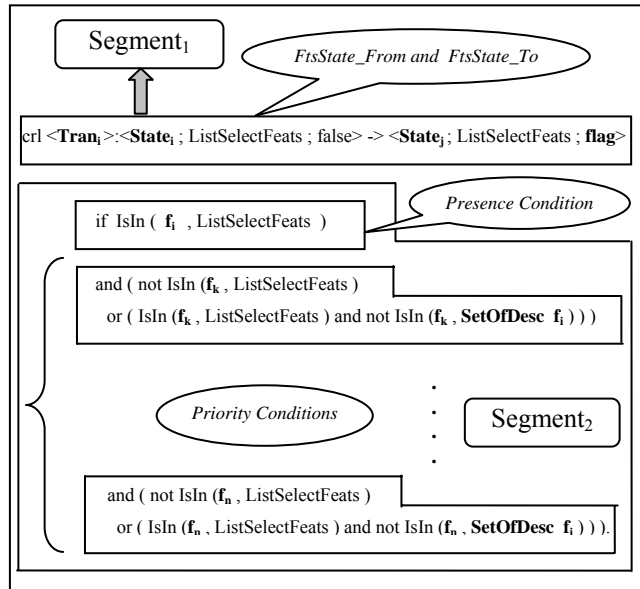 Segment₁
FtsState_From and FtsState_To
crl <Tranᵢ>:<Stateᵢ ; ListSelectFeats ; false> -> <Stateⱼ ; ListSelectFeats ; flag>
Presence Condition
if IsIn ( fᵢ , ListSelectFeats )
and ( not IsIn (fₖ , ListSelectFeats )
or ( IsIn (fₖ , ListSelectFeats ) and not IsIn (fₖ , SetOfDesc fᵢ ) ) )
Priority Conditions
Segment₂
and ( not IsIn (fₙ , ListSelectFeats )
or ( IsIn (fₙ , ListSelectFeats ) and not IsIn (fₙ , SetOfDesc fᵢ ) ) ).